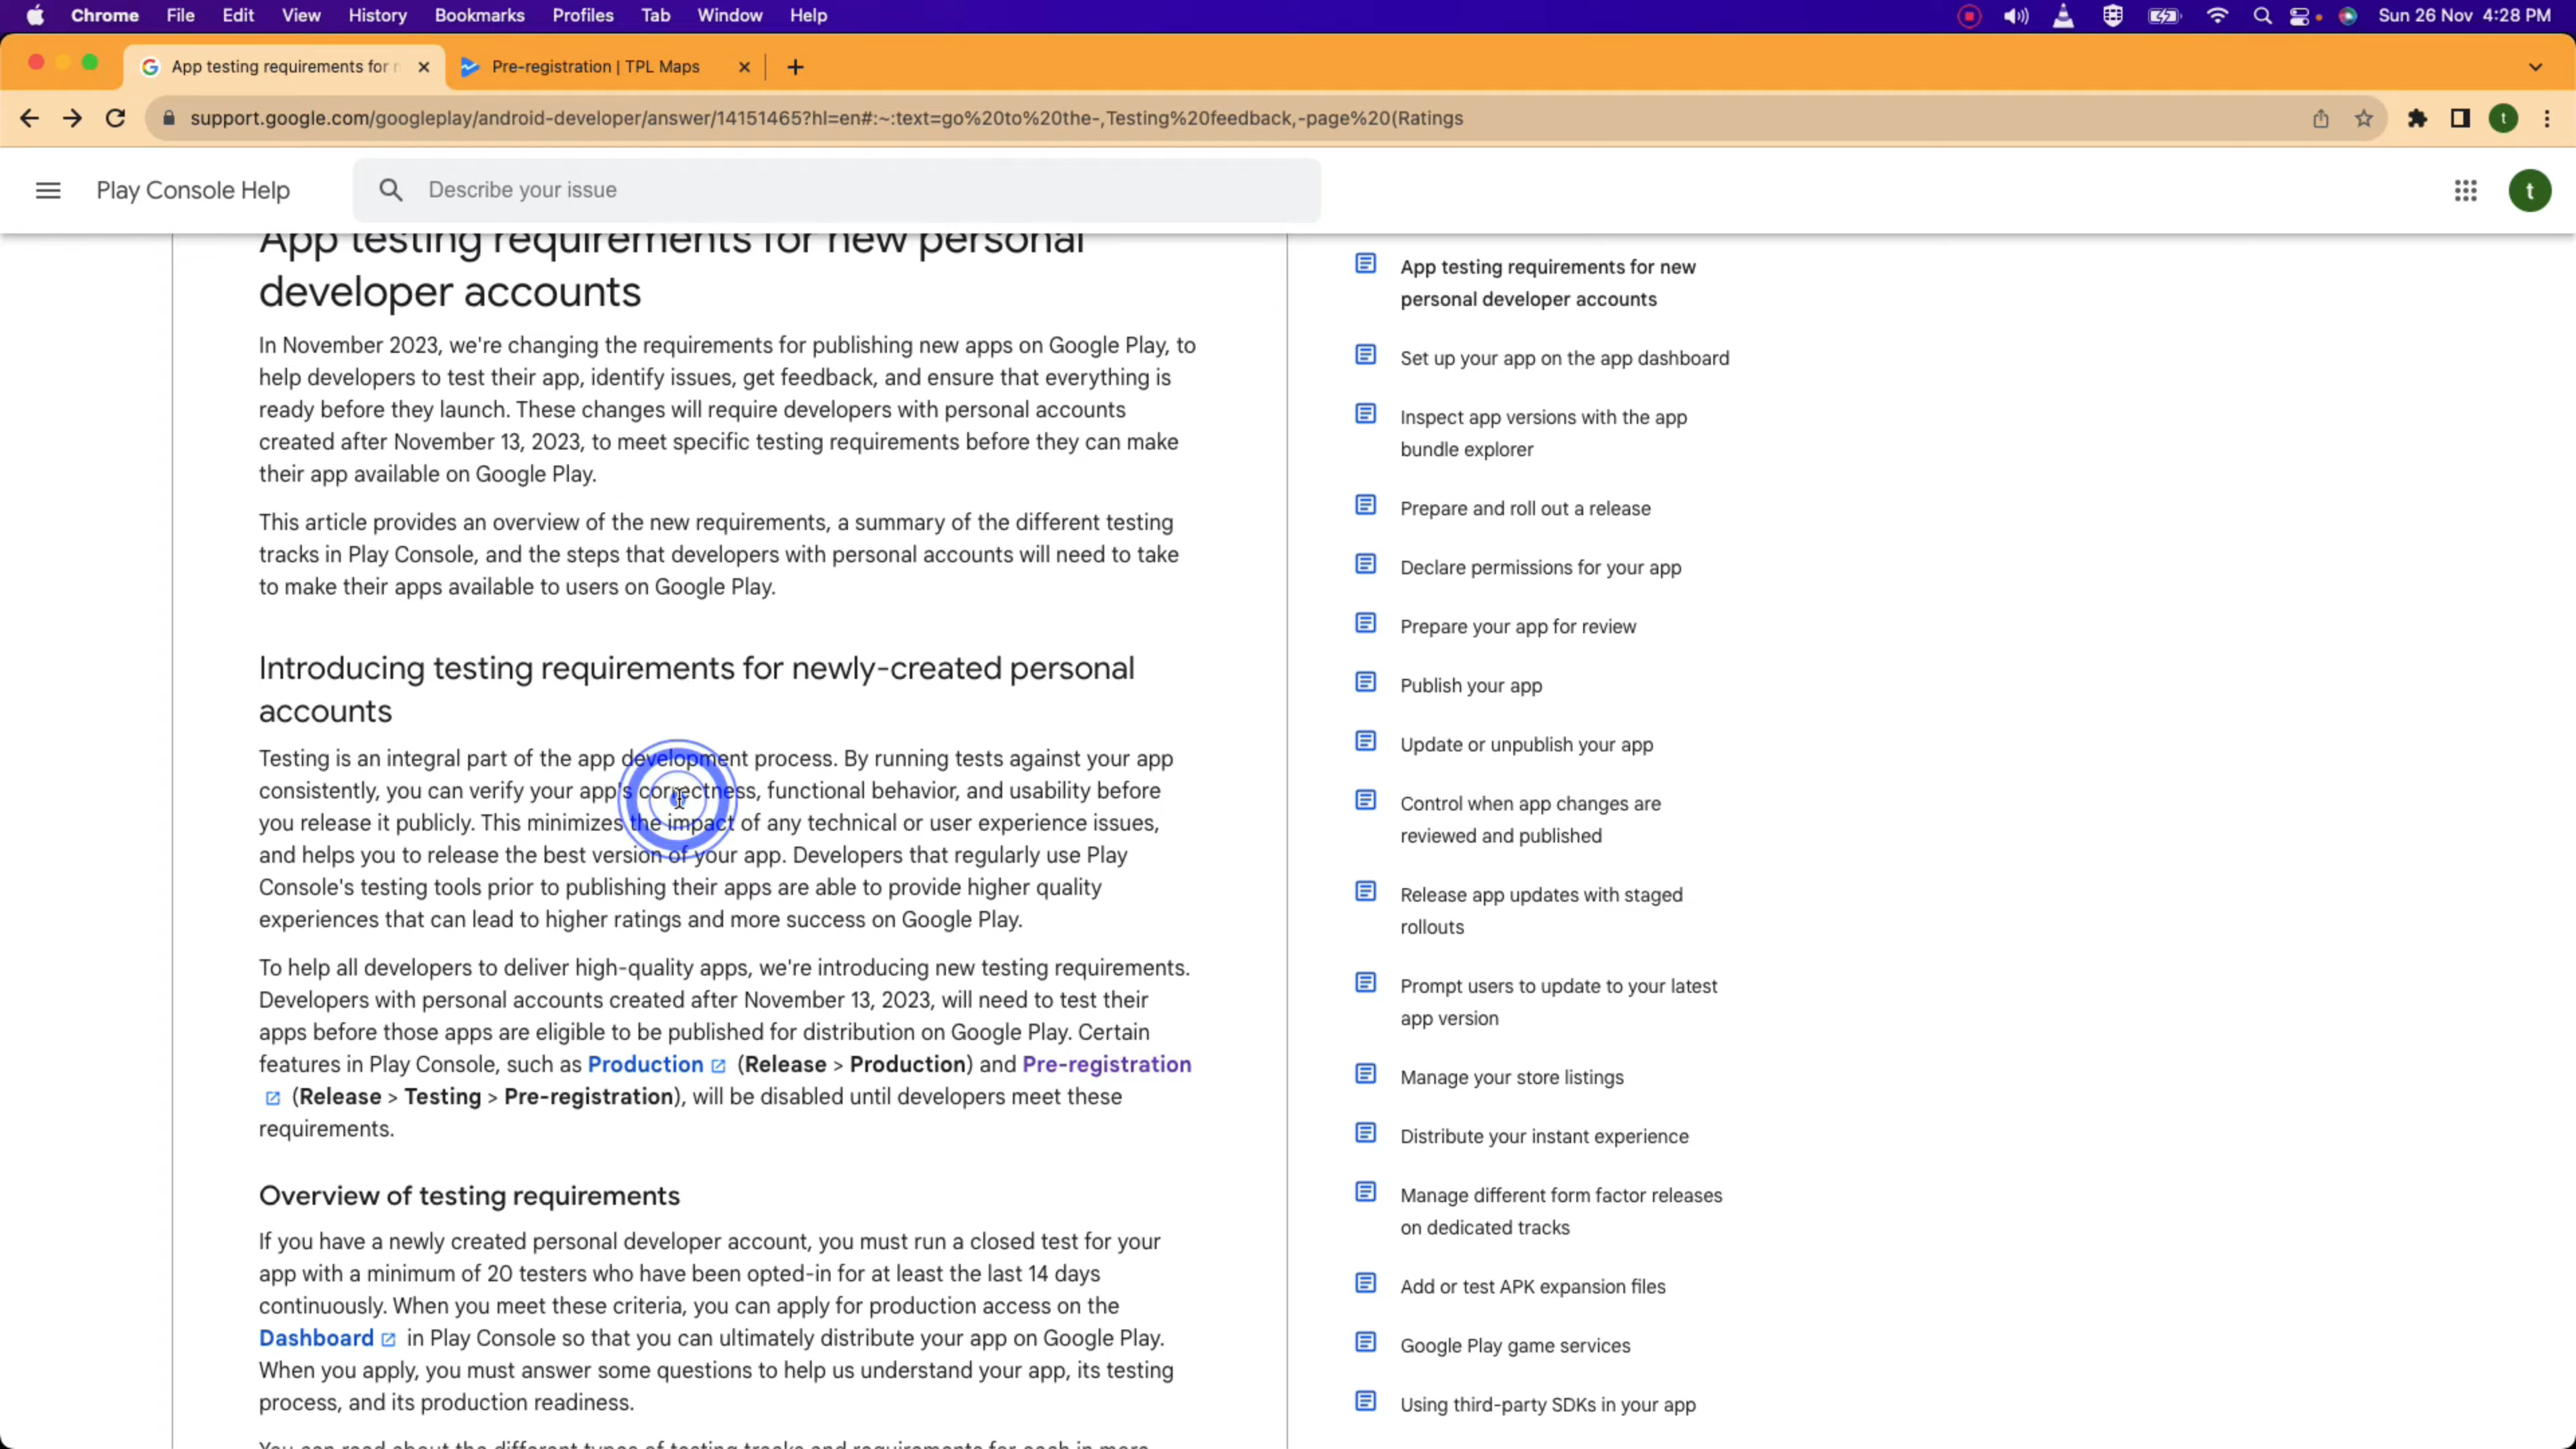 Chrome File Edit View History Bookmarks Profiles Tab Window Help Sun 26 Nov 4:28 PM
App testing requirements for Pre-registration | TPL Maps
support.google.com/googleplay/android-developer/answer/14151465?hl=en#:~:text=go%20to%20the-,Testing%20feedback,-page%20(Ratings
t
Play Console Help
Describe your issue
t
App testing requirements for new personal
developer accounts
In November 2023, we're changing the requirements for publishing new apps on Google Play, to
help developers to test their app, identify issues, get feedback, and ensure that everything is
ready before they launch. These changes will require developers with personal accounts
created after November 13, 2023, to meet specific testing requirements before they can make
their app available on Google Play.
This article provides an overview of the new requirements, a summary of the different testing
tracks in Play Console, and the steps that developers with personal accounts will need to take
to make their apps available to users on Google Play.
Introducing testing requirements for newly-created personal
accounts
Testing is an integral part of the app development process. By running tests against your app
consistently, you can verify your app's correctness, functional behavior, and usability before
you release it publicly. This minimizes the impact of any technical or user experience issues,
and helps you to release the best version of your app. Developers that regularly use Play
Console's testing tools prior to publishing their apps are able to provide higher quality
experiences that can lead to higher ratings and more success on Google Play.
To help all developers to deliver high-quality apps, we're introducing new testing requirements.
Developers with personal accounts created after November 13, 2023, will need to test their
apps before those apps are eligible to be published for distribution on Google Play. Certain
features in Play Console, such as Production (Release > Production) and Pre-registration
(Release > Testing > Pre-registration), will be disabled until developers meet these
requirements.
Overview of testing requirements
If you have a newly created personal developer account, you must run a closed test for your
app with a minimum of 20 testers who have been opted-in for at least the last 14 days
continuously. When you meet these criteria, you can apply for production access on the
Dashboard in Play Console so that you can ultimately distribute your app on Google Play.
When you apply, you must answer some questions to help us understand your app, its testing
process, and its production readiness.
You can read about the different types of testing tracks and requirements for each in more
App testing requirements for new
personal developer accounts
Set up your app on the app dashboard
Inspect app versions with the app
bundle explorer
Prepare and roll out a release
Declare permissions for your app
Prepare your app for review
Publish your app
Update or unpublish your app
Control when app changes are
reviewed and published
Release app updates with staged
rollouts
Prompt users to update to your latest
app version
Manage your store listings
Distribute your instant experience
Manage different form factor releases
on dedicated tracks
Add or test APK expansion files
Google Play game services
Using third-party SDKs in your app